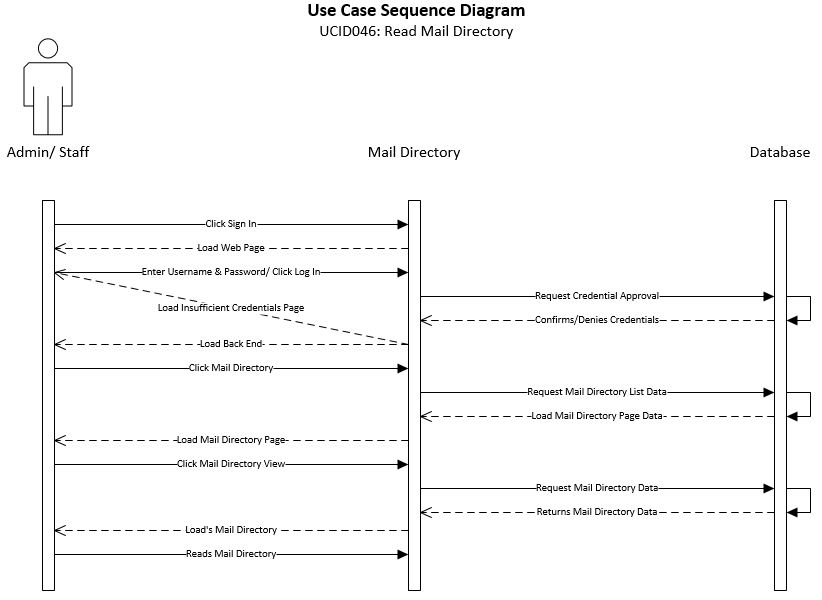 Use Case Sequence Diagram
UCID046: Read Mail Directory
Admin/ Staff
Mail Directory
Database
Click Sign In
Load Web Page
Enter Username & Password/ Click Log In
Request Credential Approval
Load Insufficient Credentials Page
Confirms/Denies Credentials
Load Back End
Click Mail Directory
Request Mail Directory List Data
Load Mail Directory Page Data
Load Mail Directory Page
Click Mail Directory View
Request Mail Directory Data
Returns Mail Directory Data
Load's Mail Directory
Reads Mail Directory